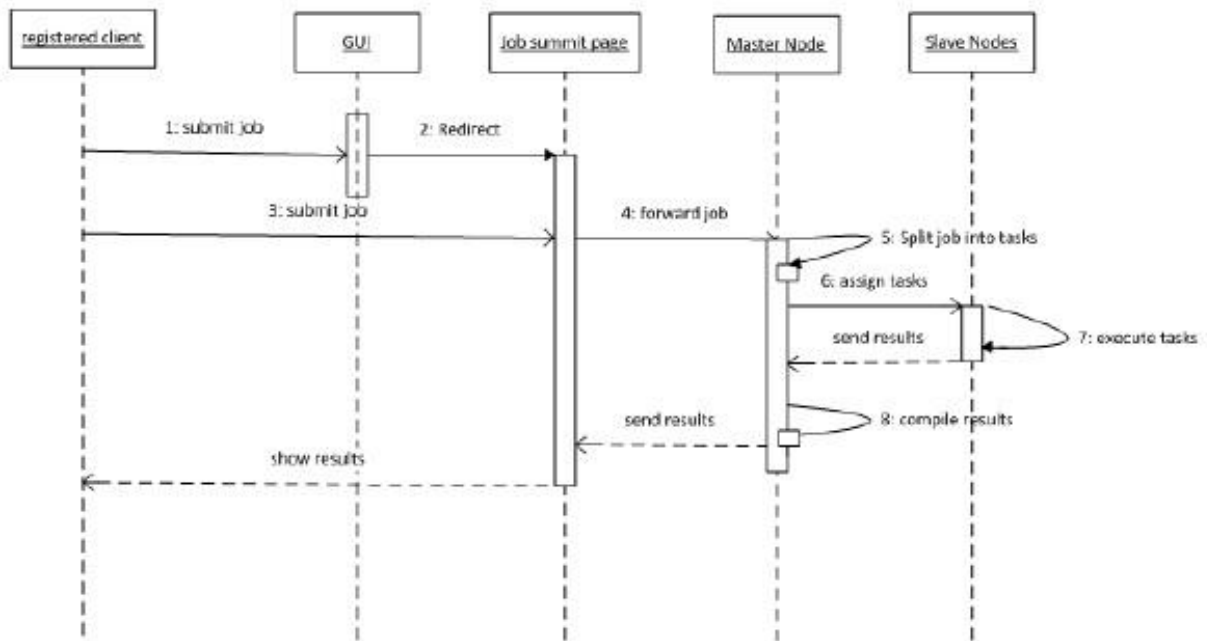 registered client
GUI
Job summit page
Master Node
Slave Nodes
1: submit job
2: Redirect
3: submit job
4: forward job
5: Split job into tasks
6: assign tasks
send results
7: execute tasks
send results
8: compile results
show results